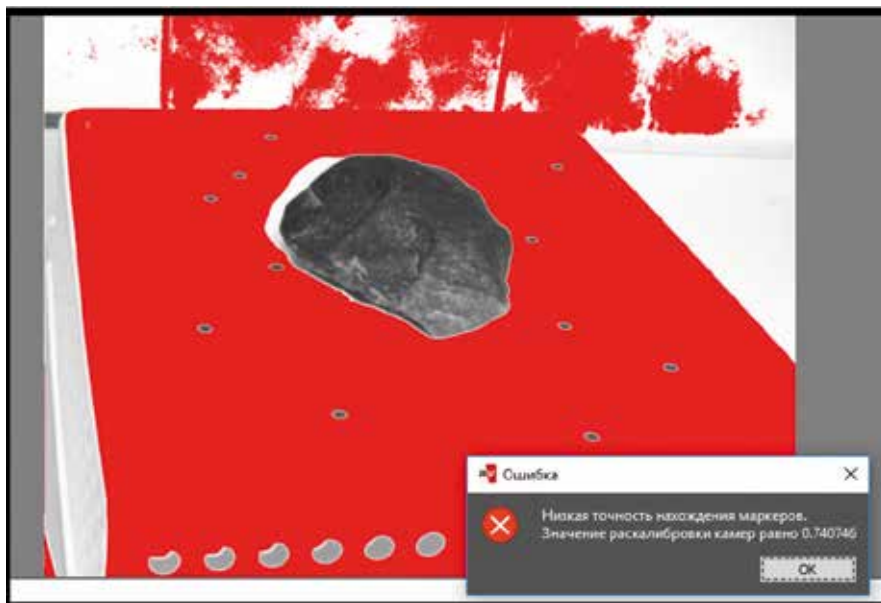 Ошибка
Низкая точность нахождения маркеров.
Значение раскалибровки камер равно 0.740746
OK